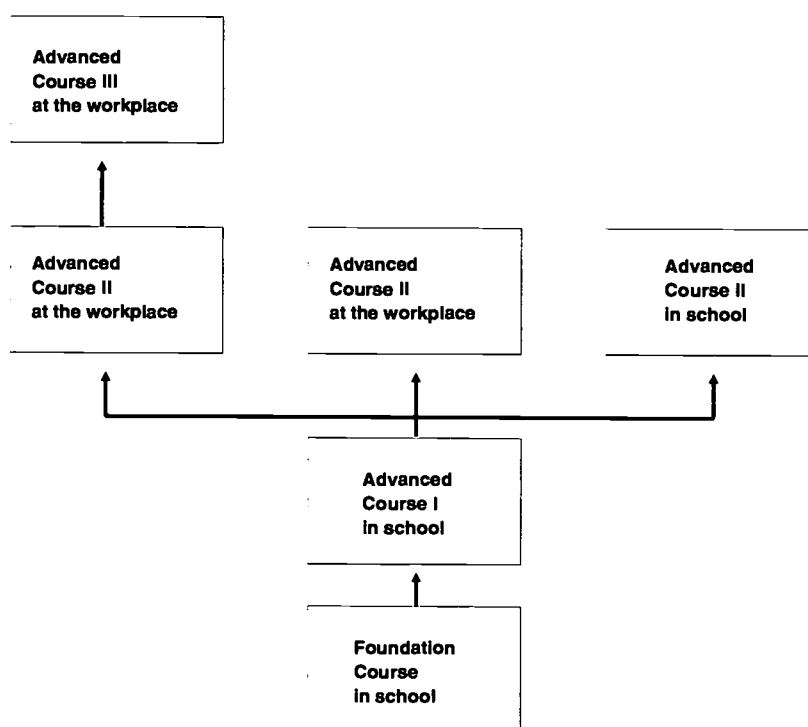 Advanced
Course III
at the workplace
Advanced
Course II
at the workplace
Advanced
Course II
at the workplace
Advanced
Course II
in school
Advanced
Course I
in school
Foundation
Course
in school